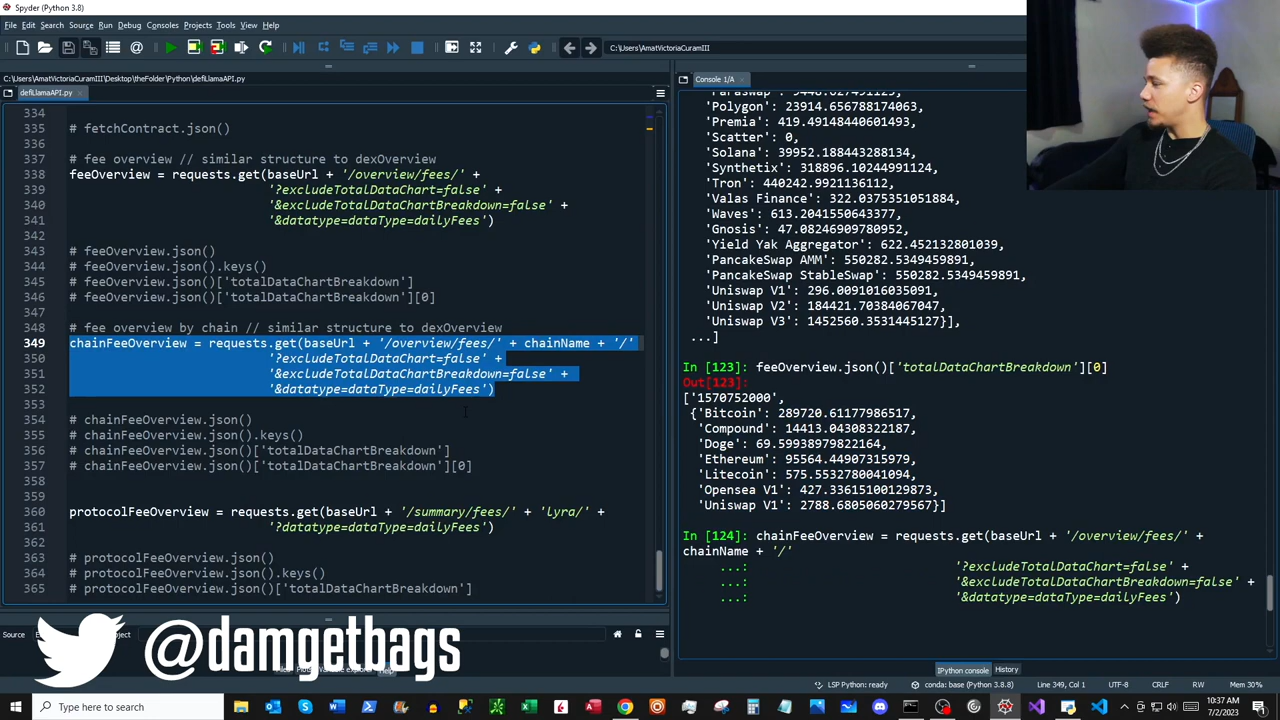 Spyder (Python 3.8)
File Edit Search Source Run Debug Consoles Projects Tools View Help
C:\Users\AmatVictoriaCuramIII
C:\Users\AmatVictoriaCuramIII\Desktop\theFolder\Python\defiLlamaAPI.py
defiLlamaAPI.py
334
335 # fetchContract.json()
336
337 # fee overview // similar structure to dexOverview
338 feeOverview = requests.get(baseUrl + '/overview/fees/' +
339 '?excludeTotalDataChart=false' +
340 '&excludeTotalDataChartBreakdown=false' +
341 '&datatype=dataType=dailyFees')
342
343 # feeOverview.json()
344 # feeOverview.json().keys()
345 # feeOverview.json()['totalDataChartBreakdown']
346 # feeOverview.json()['totalDataChartBreakdown'][0]
347
348 # fee overview by chain // similar structure to dexOverview
349 chainFeeOverview = requests.get(baseUrl + '/overview/fees/' + chainName + '/'
350 '?excludeTotalDataChart=false' +
351 '&excludeTotalDataChartBreakdown=false' +
352 '&datatype=dataType=dailyFees')
353
354 # chainFeeOverview.json()
355 # chainFeeOverview.json().keys()
356 # chainFeeOverview.json()['totalDataChartBreakdown']
357 # chainFeeOverview.json()['totalDataChartBreakdown'][0]
358
359
360 protocolFeeOverview = requests.get(baseUrl + '/summary/fees/' + 'lyra/' +
361 '?datatype=dailyFees')
362
363 # protocolFeeOverview.json()
364 # protocolFeeOverview.json().keys()
365 # protocolFeeOverview.json()['totalDataChartBreakdown']
Source
Help
@damgetbags
Console 1/A
'Paraswap': 9448.027491125,
'Polygon': 23914.656788174063,
'Premia': 419.49148440601493,
'Scatter': 0,
'Solana': 39952.188443288134,
'Synthetix': 318896.10244991124,
'Tron': 440242.9921136112,
'Valas Finance': 322.0375351051884,
'Waves': 613.2041550643377,
'Gnosis': 47.08246909780952,
'Yield Yak Aggregator': 622.452132801039,
'PancakeSwap AMM': 550282.5349459891,
'PancakeSwap StableSwap': 550282.5349459891,
'Uniswap V1': 296.0091016035091,
'Uniswap V2': 184421.70384067047,
'Uniswap V3': 1452560.3531445127}],
...]
In [123]: feeOverview.json()['totalDataChartBreakdown'][0]
Out[123]:
['1570752000',
{'Bitcoin': 289720.61177986517,
'Compound': 14413.04308322187,
'Doge': 69.59938979822164,
'Ethereum': 95564.44907315979,
'Litecoin': 575.5532780041094,
'Opensea V1': 427.33615100129873,
'Uniswap V1': 2788.6805060279567}]
In [124]: chainFeeOverview = requests.get(baseUrl + '/overview/fees/' +
chainName + '/'
...: '?excludeTotalDataChart=false' +
...: '&excludeTotalDataChartBreakdown=false' +
...: '&datatype=dataType=dailyFees')
IPython console History
LSP Python: ready conda: base (Python 3.8.8) Line 349, Col 1 UTF-8 CRLF RW Mem 30%
Type here to search
10:37 AM
7/2/2023